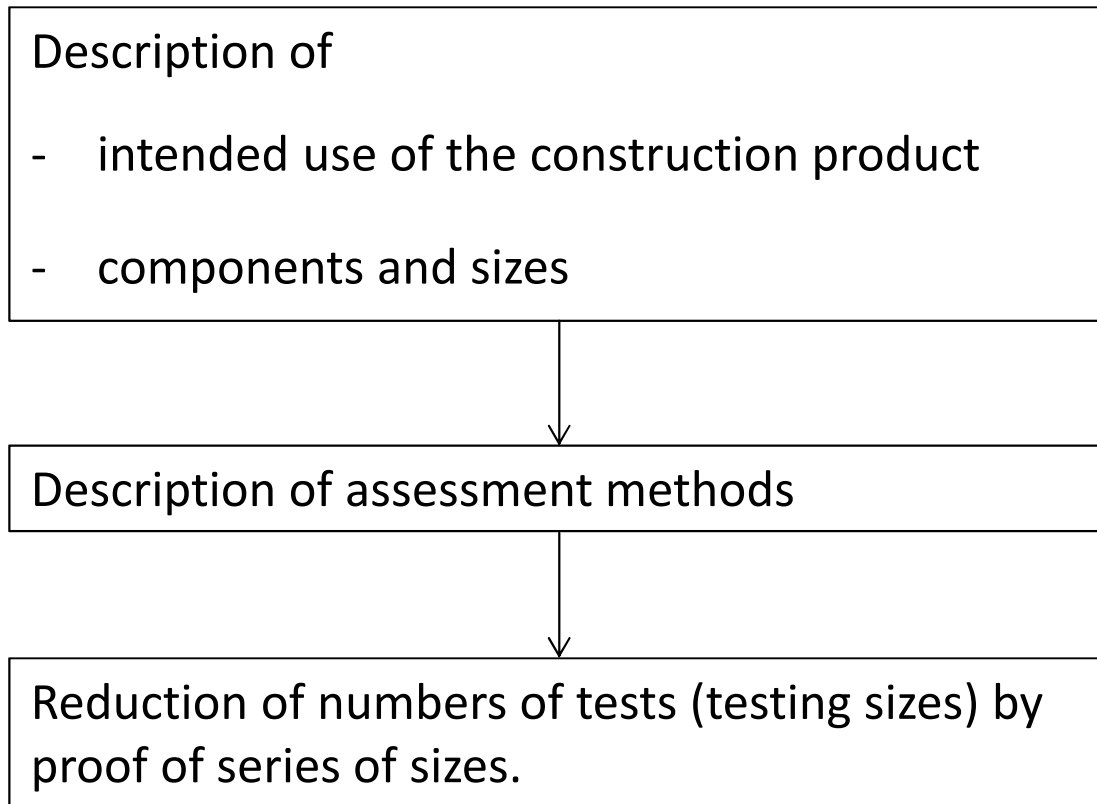 Description of
- intended use of the construction product
- components and sizes
Description of assessment methods
Reduction of numbers of tests (testing sizes) by
proof of series of sizes.